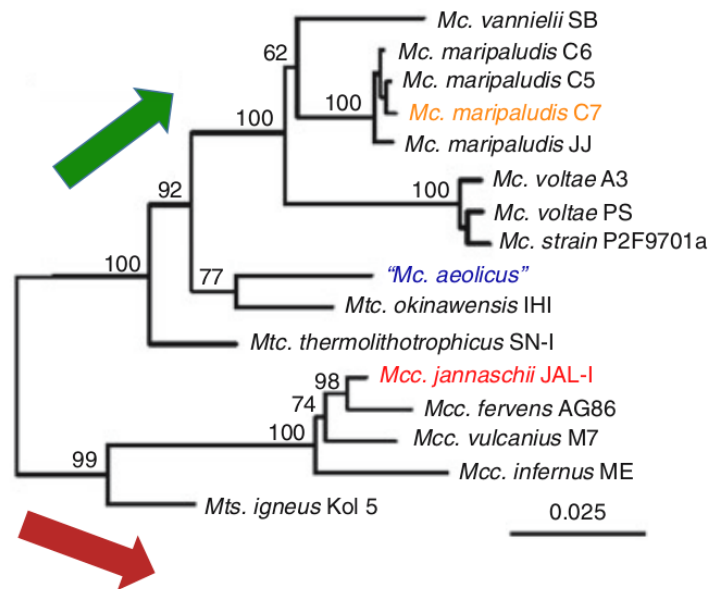 Mc. vannielii SB
62
Mc. maripaludis C6
Mc. maripaludis C5
100
Mc. maripaludis C7
100
Mc. maripaludis JJ
100
Mc. voltae A3
92
Mc. voltae PS
Mc. strain P2F9701a
100
77
“Mc. aeolicus”
Mtc. okinawensis IHI
Mtc. thermolithotrophicus SN-I
Mcc. jannaschii JAL-I
98
74
Mcc. fervens AG86
100
Mcc. vulcanius M7
99
Mcc. infernus ME
Mts. igneus Kol 5
0.025